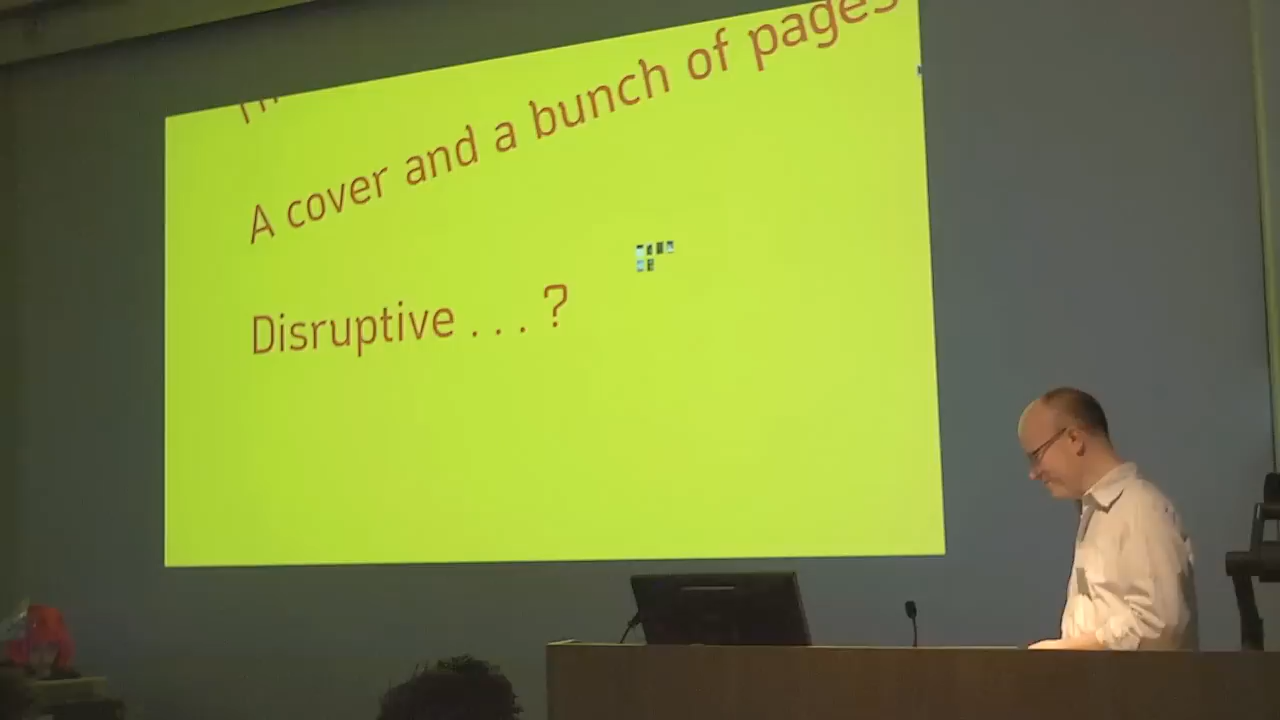 A cover and a bunch of pages
Disruptive . . . ?